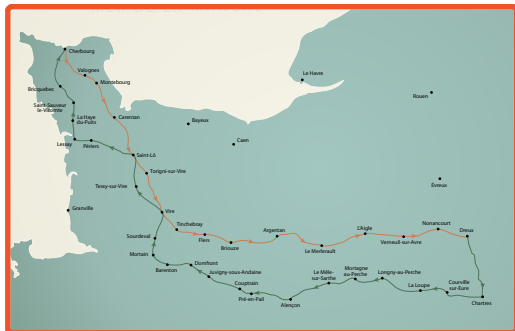 Cherbourg
Valognes
Montebourg
Bricquebec
Saint-Sauveur
le-Vicomte
La Haye
du-Puits
Carentan
Lessay
Périers
Saint-Lô
Torigni-sur-Vire
Tessy-sur-Vire
Granville
Bayeux
Caen
Le Havre
Rouen
Évreux
Vire
Tinchebray
Flers
Briouze
Argentan
Le Merlerault
L'Aigle
Verneuil-sur-Avre
Nonancourt
Dreux
Sourdeval
Mortain
Barenton
Domfront
Juvigny-sous-Andaine
Couptrain
Pré-en-Pail
Alençon
Le Mêle-
sur-Sarthe
Mortagne
au-Perche
Longny-au-Perche
La Loupe
Courville
sur-Eure
Chartres